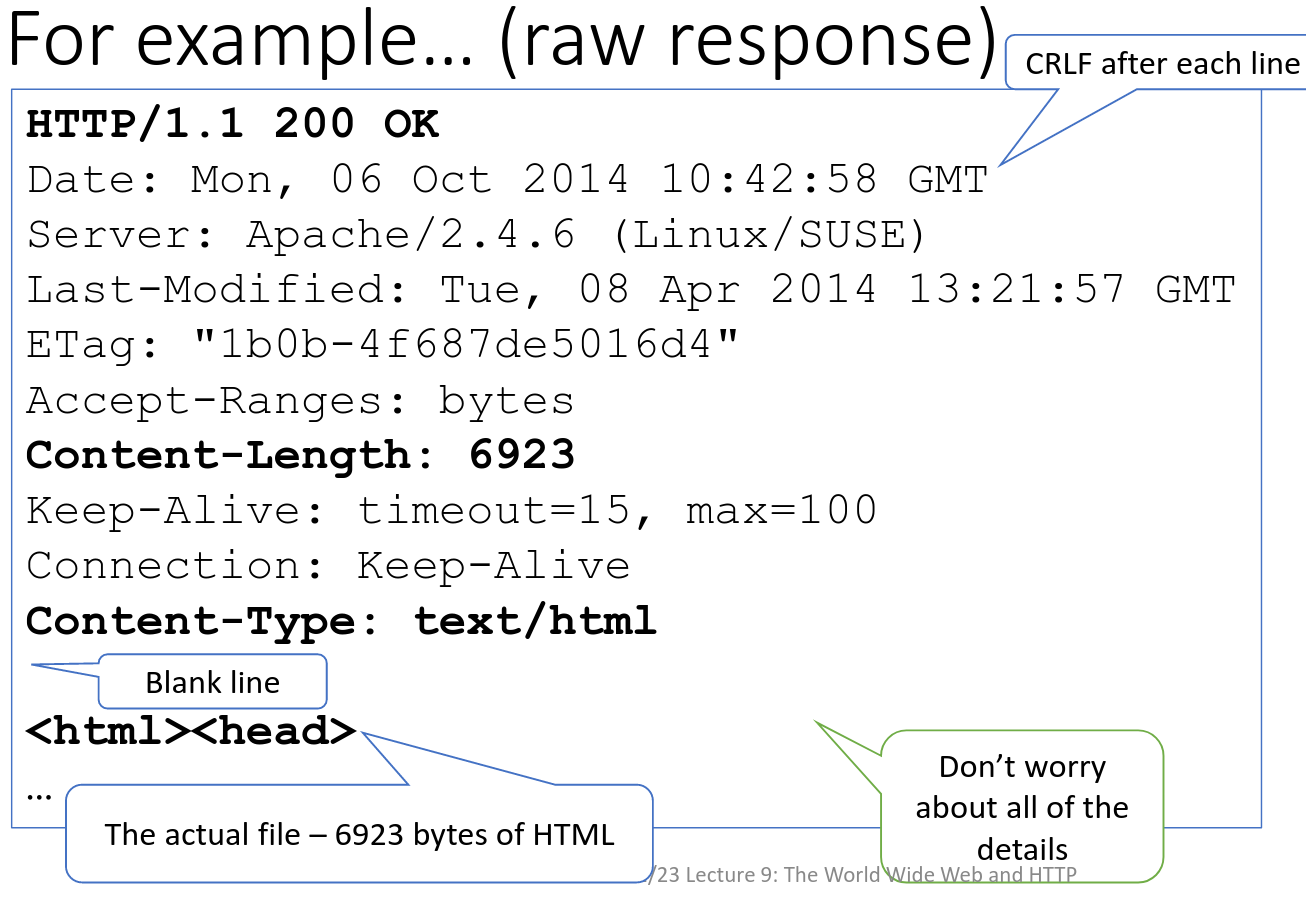 For example… (raw response)
CRLF after each line
HTTP/1.1 200 OK
Date: Mon, 06 Oct 2014 10:42:58 GMT
Server: Apache/2.4.6 (Linux/SUSE)
Last-Modified: Tue, 08 Apr 2014 13:21:57 GMT
ETag: "1b0b-4f687de5016d4"
Accept-Ranges: bytes
Content-Length: 6923
Keep-Alive: timeout=15, max=100
Connection: Keep-Alive
Content-Type: text/html
Blank line
<html><head>
…
The actual file – 6923 bytes of HTML
Don’t worry
about all of the
details
/23 Lecture 9: The World Wide Web and HTTP